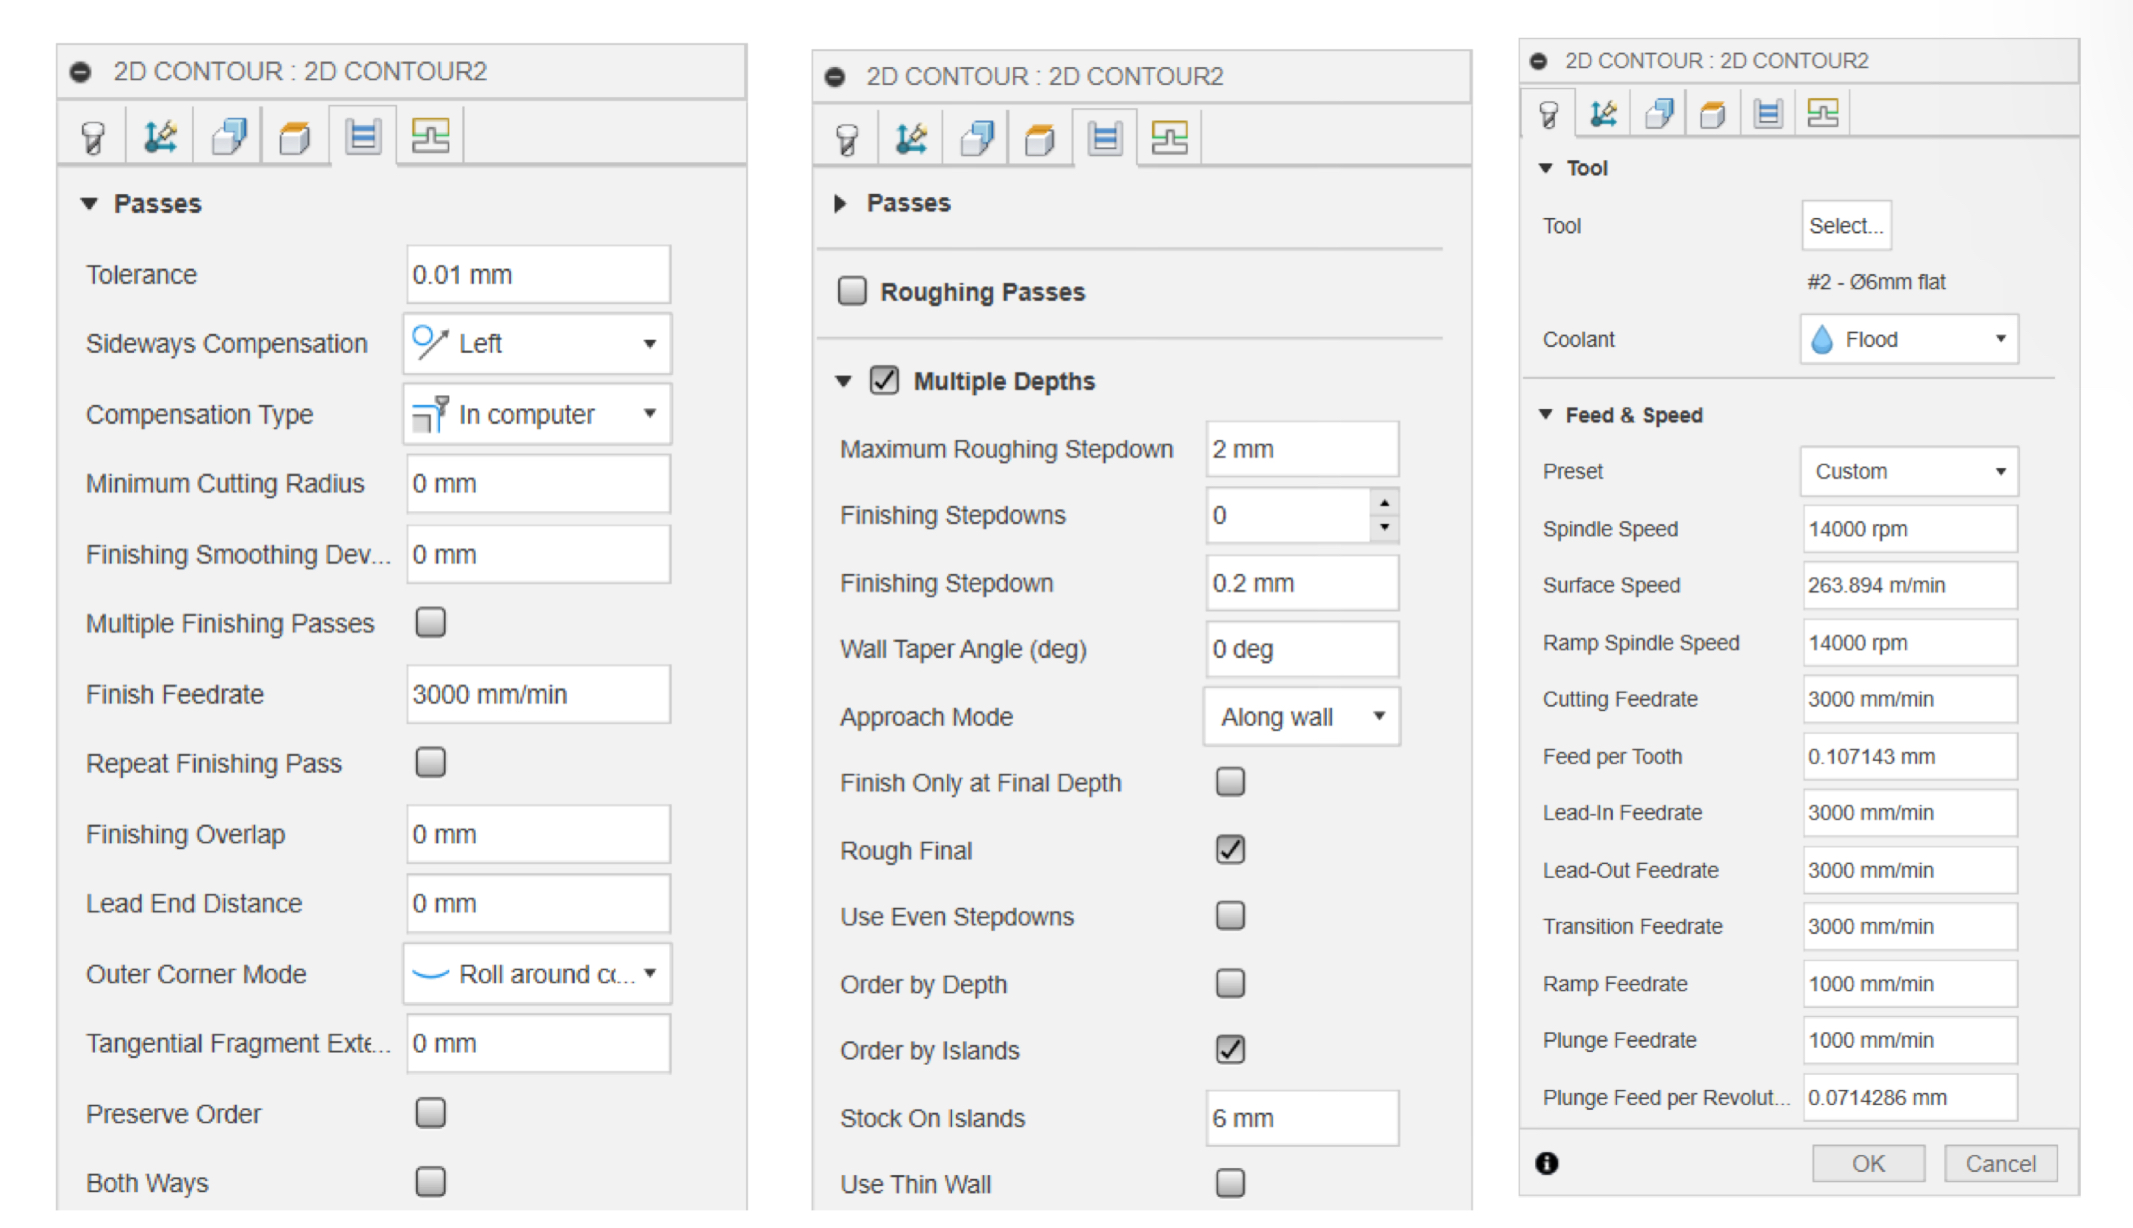 2D CONTOUR : 2D CONTOUR2
Passes
Tolerance 0.01 mm
Sideways Compensation Left
Compensation Type In computer
Minimum Cutting Radius 0 mm
Finishing Smoothing Dev... 0 mm
Multiple Finishing Passes
Finish Feedrate 3000 mm/min
Repeat Finishing Pass
Finishing Overlap 0 mm
Lead End Distance 0 mm
Outer Corner Mode Roll around co...
Tangential Fragment Exte... 0 mm
Preserve Order
Both Ways
2D CONTOUR : 2D CONTOUR2
Passes
Roughing Passes
Multiple Depths
Maximum Roughing Stepdown 2 mm
Finishing Stepdowns 0
Finishing Stepdown 0.2 mm
Wall Taper Angle (deg) 0 deg
Approach Mode Along wall
Finish Only at Final Depth
Rough Final
Use Even Stepdowns
Order by Depth
Order by Islands
Stock On Islands 6 mm
Use Thin Wall
2D CONTOUR : 2D CONTOUR2
Tool
Tool Select...
#2 - Ø6mm flat
Coolant Flood
Feed & Speed
Preset Custom
Spindle Speed 14000 rpm
Surface Speed 263.894 m/min
Ramp Spindle Speed 14000 rpm
Cutting Feedrate 3000 mm/min
Feed per Tooth 0.107143 mm
Lead-In Feedrate 3000 mm/min
Lead-Out Feedrate 3000 mm/min
Transition Feedrate 3000 mm/min
Ramp Feedrate 1000 mm/min
Plunge Feedrate 1000 mm/min
Plunge Feed per Revolut... 0.0714286 mm
OK Cancel